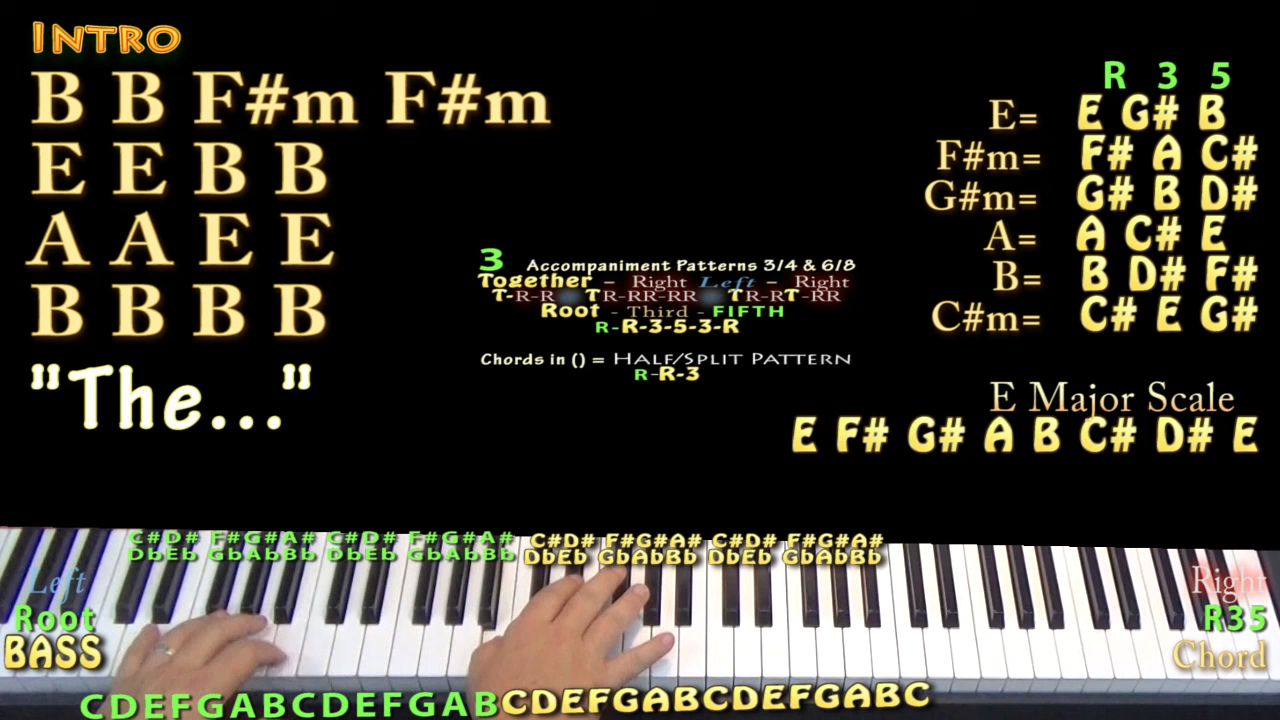 INTRO
B B F#m F#m
E E B B
A A E E
B B B B
"The..."
R 3 5
E= E G# B
F#m= F# A C#
G#m= G# B D#
A= A C# E
B= B D# F#
C#m= C# E G#
3 Accompaniment Patterns 3/4 & 6/8
Together - Right Left - Right
T-R-R TR-RR-RR TR-RT-RR
Root - Third - FIFTH
R-R-3-5-3-R
Chords in () = HALF/SPLIT PATTERN
R-R-3
E Major Scale
E F# G# A B C# D# E
C#D# F#G#A# C#D# F#G#A# C#D# F#G#A# C#D# F#G#A#
DbEb GbAbBb DbEb GbAbBb DbEb GbAbBb DbEb GbAbBb
Left
Root
BASS
Right
R35
Chord
CDEFGABCDEFGABCDEFGABCDEFGABC